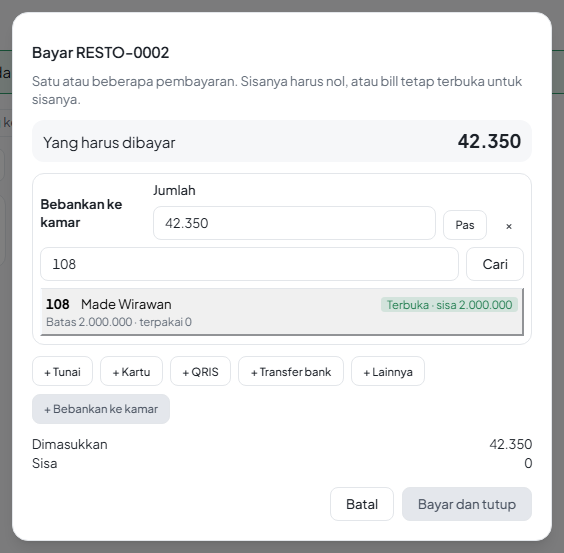 Bayar RESTO-0002
Satu atau beberapa pembayaran. Sisanya harus nol, atau bill tetap terbuka untuk
sisanya.
Yang harus dibayar 42.350
Jumlah
Bebankan ke
kamar
42.350 Pas ×
108 Cari
108 Made Wirawan Terbuka · sisa 2.000.000
Batas 2.000.000 · terpakai 0
+ Tunai + Kartu + QRIS + Transfer bank + Lainnya
+ Bebankan ke kamar
Dimasukkan 42.350
Sisa 0
Batal Bayar dan tutup